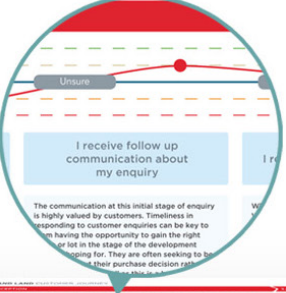 Unsure
I receive follow up
communication about
my enquiry
I r
The communication at this initial stage of enquiry
is highly valued by customers. Timeliness in
responding to customer enquiries can be key to
having the opportunity to gain the right
or lot in the stage of the development
hoping for. They are often seeking to be
their purchase decision